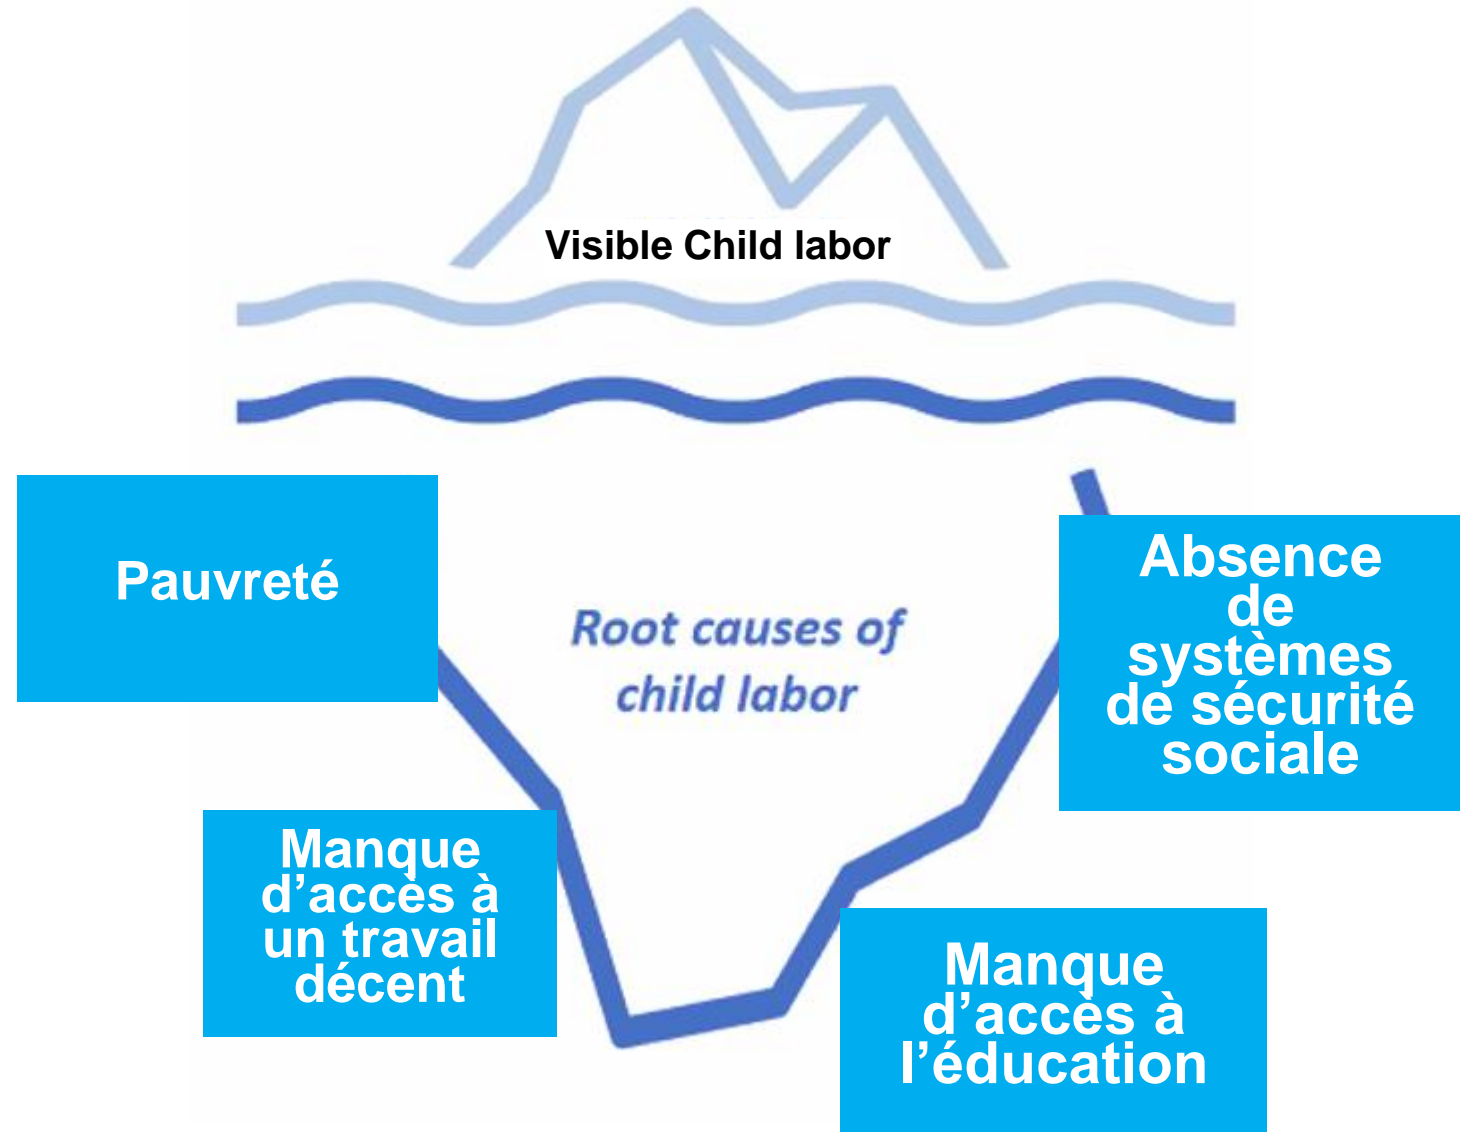 Visible Child labor
Pauvreté
Absence
de
systèmes
de sécurité
sociale
Root causes of
child labor
Manque
d’accès à
un travail
décent
Manque
d’accès à
l’éducation